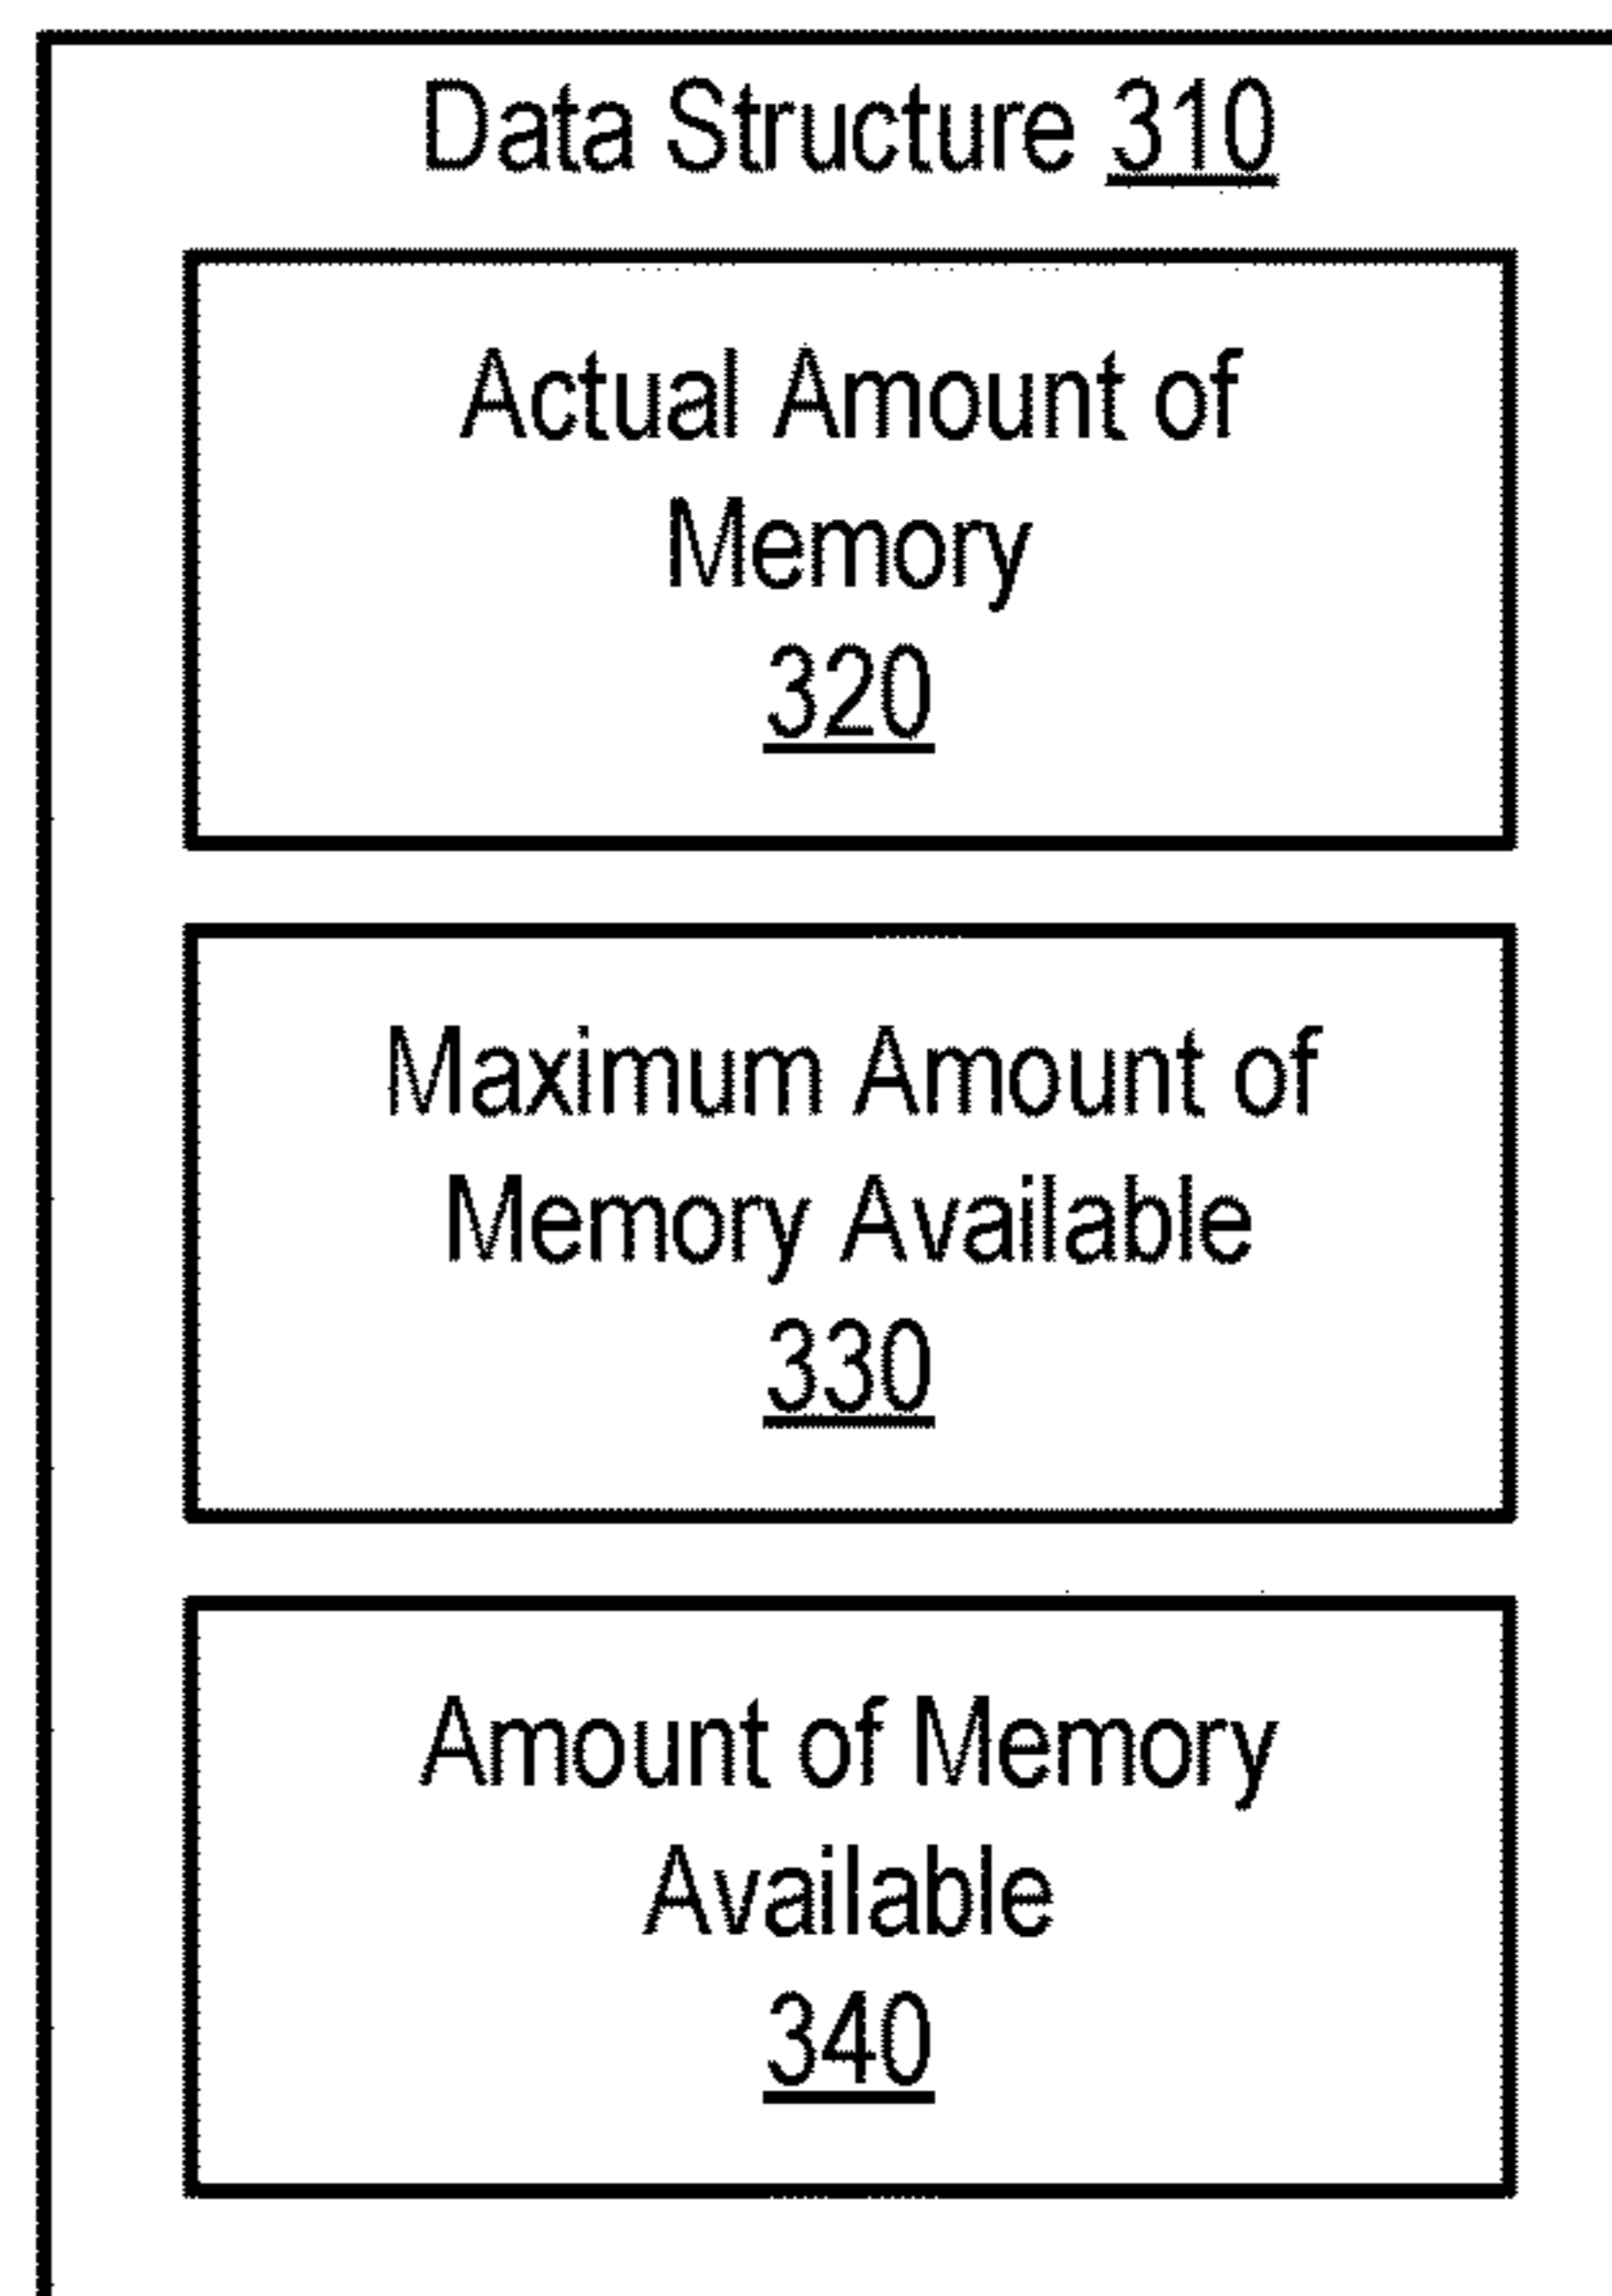 Data Structure 310
Actual Amount of
Memory
320
Maximum Amount of
Memory Available
330
Amount of Memory
Available
340